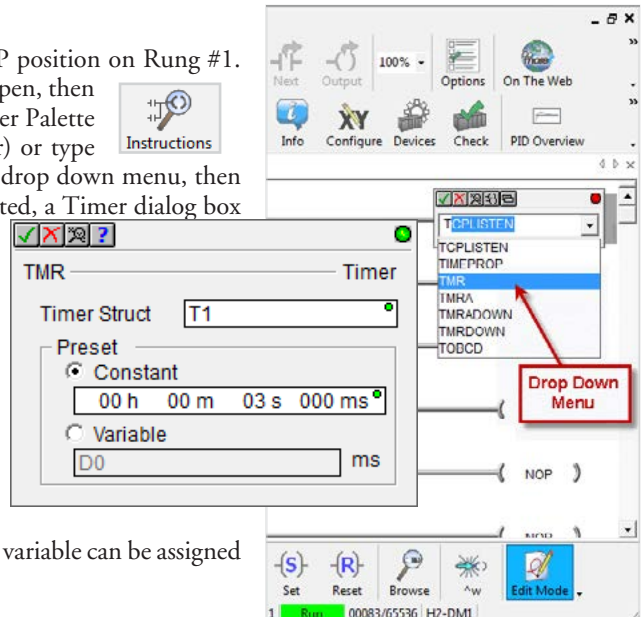 P position on Rung #1.
pen, then
er Palette
) or type
drop down menu, then
ted, a Timer dialog box
Instructions
TMR Timer
Timer Struct T1
Preset
Constant
00 h 00 m 03 s 000 ms
Variable
D0 ms
variable can be assigned
Next Output 100% Options On The Web
Info Configure Devices Check PID Overview
TCPLISTEN
TCPLISTEN
TIMEPROP
TMR
TMRA
TMRADOWN
TMRDOWN
TOBCD
Drop Down
Menu
NOP
NOP
Set Reset Browse ^w Edit Mode
1 Run 00083/65536 H2-DM1